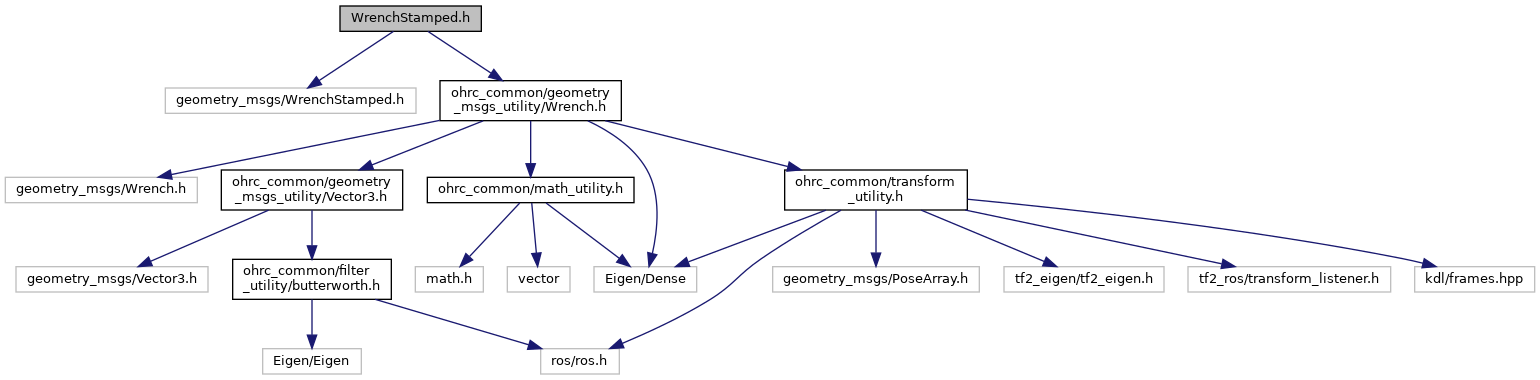 WrenchStamped.h
geometry_msgs/WrenchStamped.h
ohrc_common/geometry
_msgs_utility/Wrench.h
geometry_msgs/Wrench.h
ohrc_common/geometry
_msgs_utility/Vector3.h
ohrc_common/math_utility.h
ohrc_common/transform
_utility.h
geometry_msgs/Vector3.h
ohrc_common/filter
_utility/butterworth.h
math.h
vector
Eigen/Dense
geometry_msgs/PoseArray.h
tf2_eigen/tf2_eigen.h
tf2_ros/transform_listener.h
kdl/frames.hpp
Eigen/Eigen
ros/ros.h